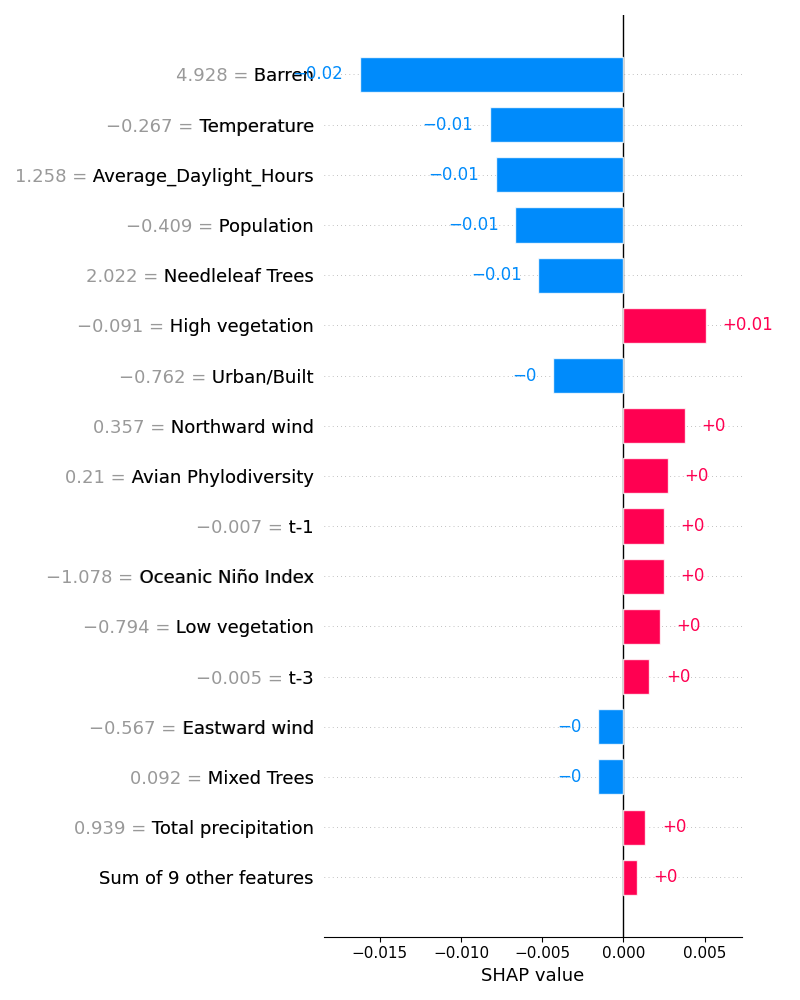 4.928 = Barren −0.02
−0.267 = Temperature −0.01
1.258 = Average_Daylight_Hours −0.01
−0.409 = Population −0.01
2.022 = Needleleaf Trees −0.01
−0.091 = High vegetation +0.01
−0.762 = Urban/Built −0
0.357 = Northward wind +0
0.21 = Avian Phylodiversity +0
−0.007 = t-1 +0
−1.078 = Oceanic Niño Index +0
−0.794 = Low vegetation +0
−0.005 = t-3 +0
−0.567 = Eastward wind −0
0.092 = Mixed Trees −0
0.939 = Total precipitation +0
Sum of 9 other features +0
−0.015 −0.010 −0.005 0.000 0.005
SHAP value